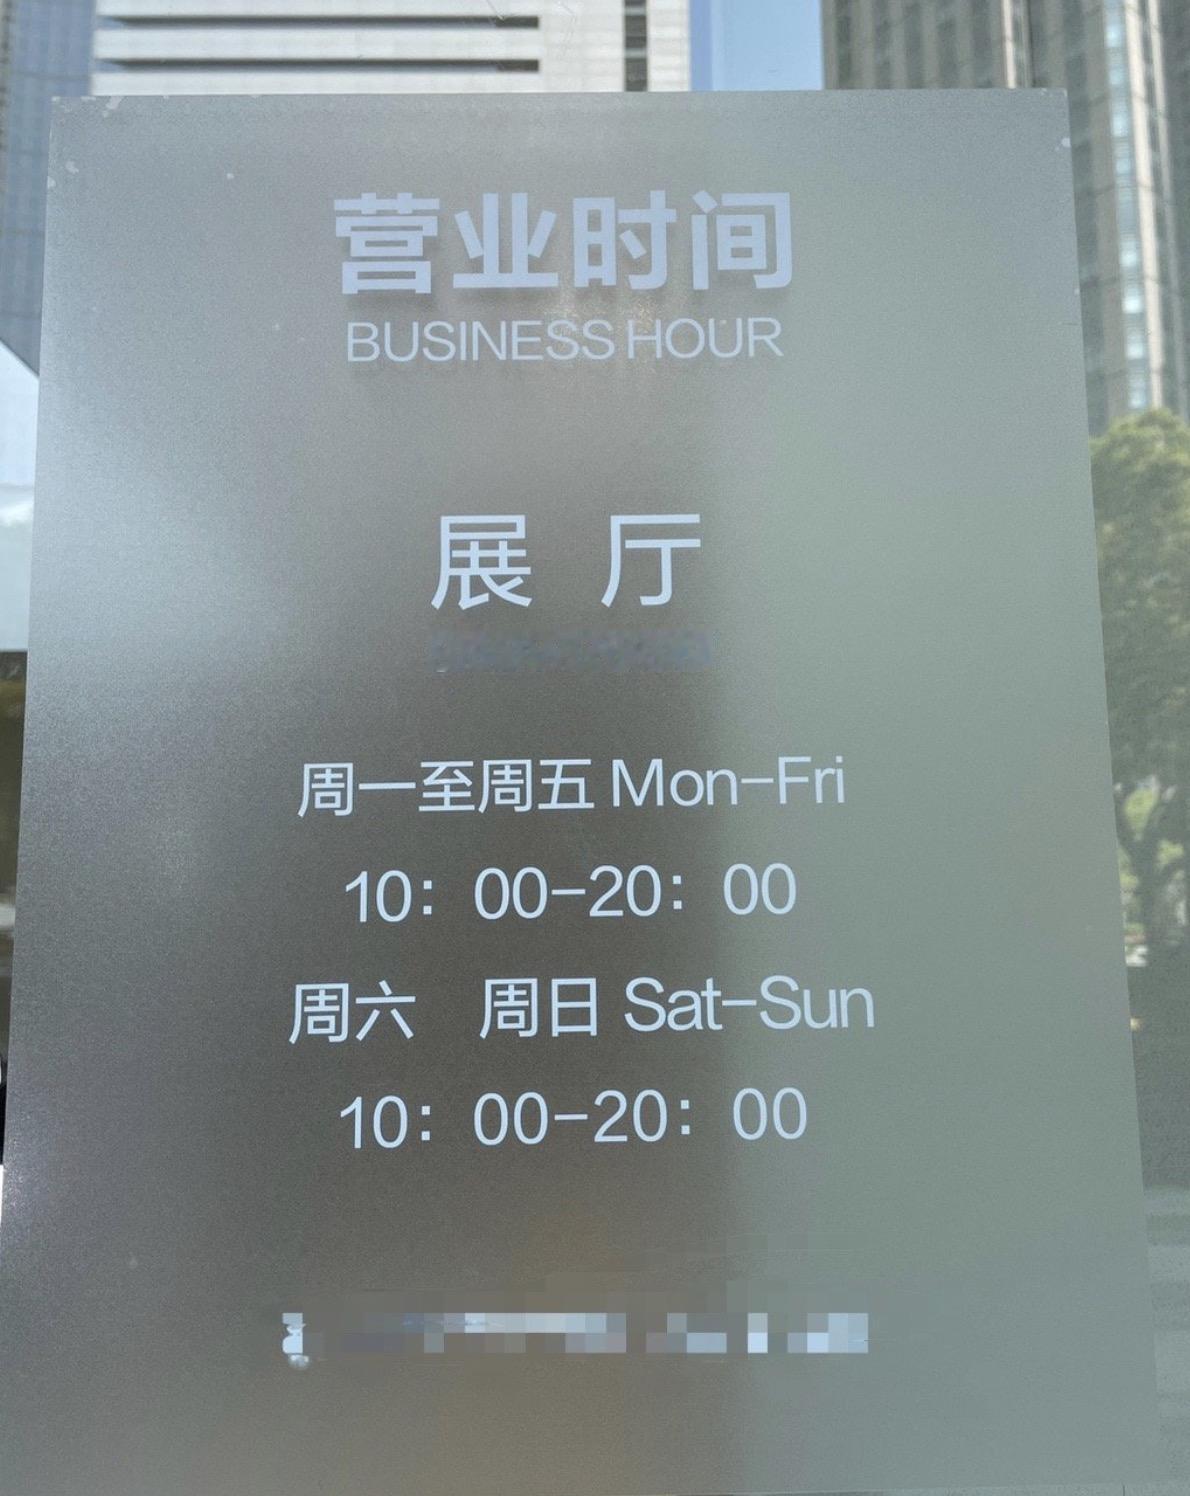 营业时间
BUSINESS HOUR
展 厅
周一至周五 Mon-Fri
10：00-20：00
周六　周日 Sat-Sun
10：00-20：00